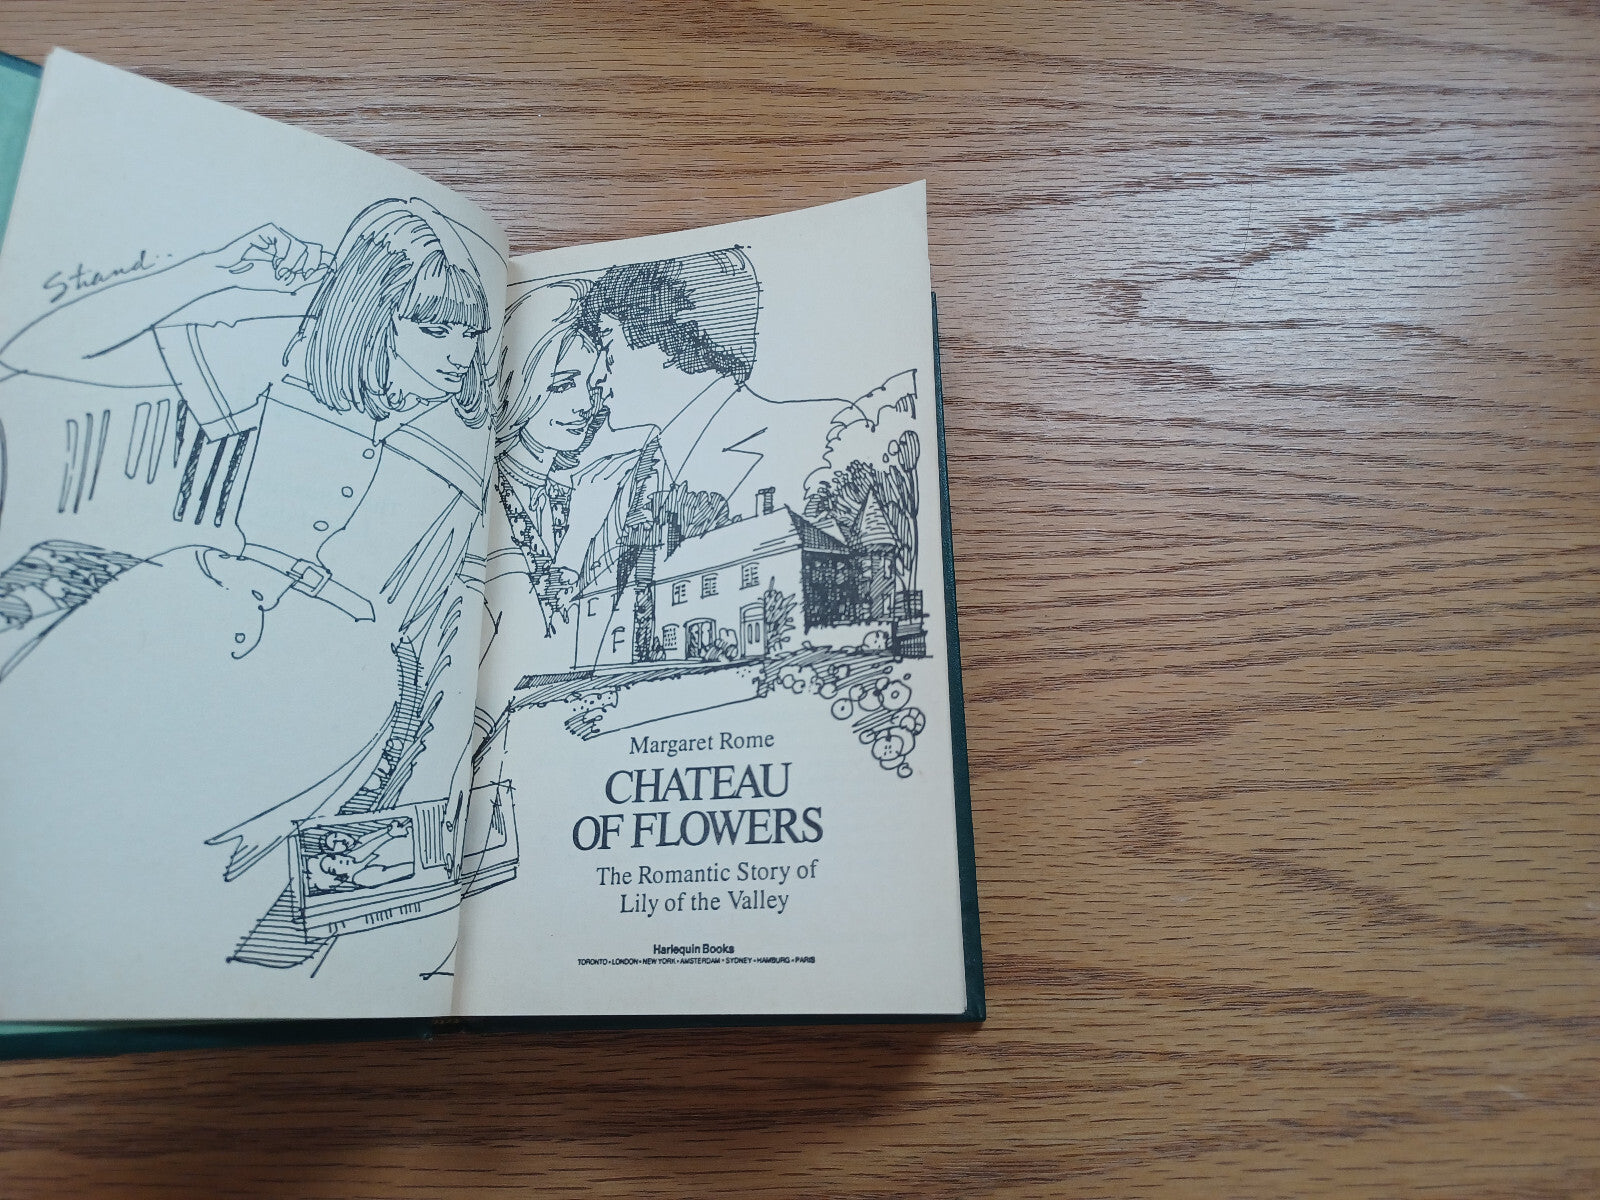 Strand..
Margaret Rome
CHATEAU
OF FLOWERS
The Romantic Story of
Lily of the Valley
Harlequin Books
TORONTO • LONDON • NEW YORK • AMSTERDAM • SYDNEY • HAMBURG • PARIS